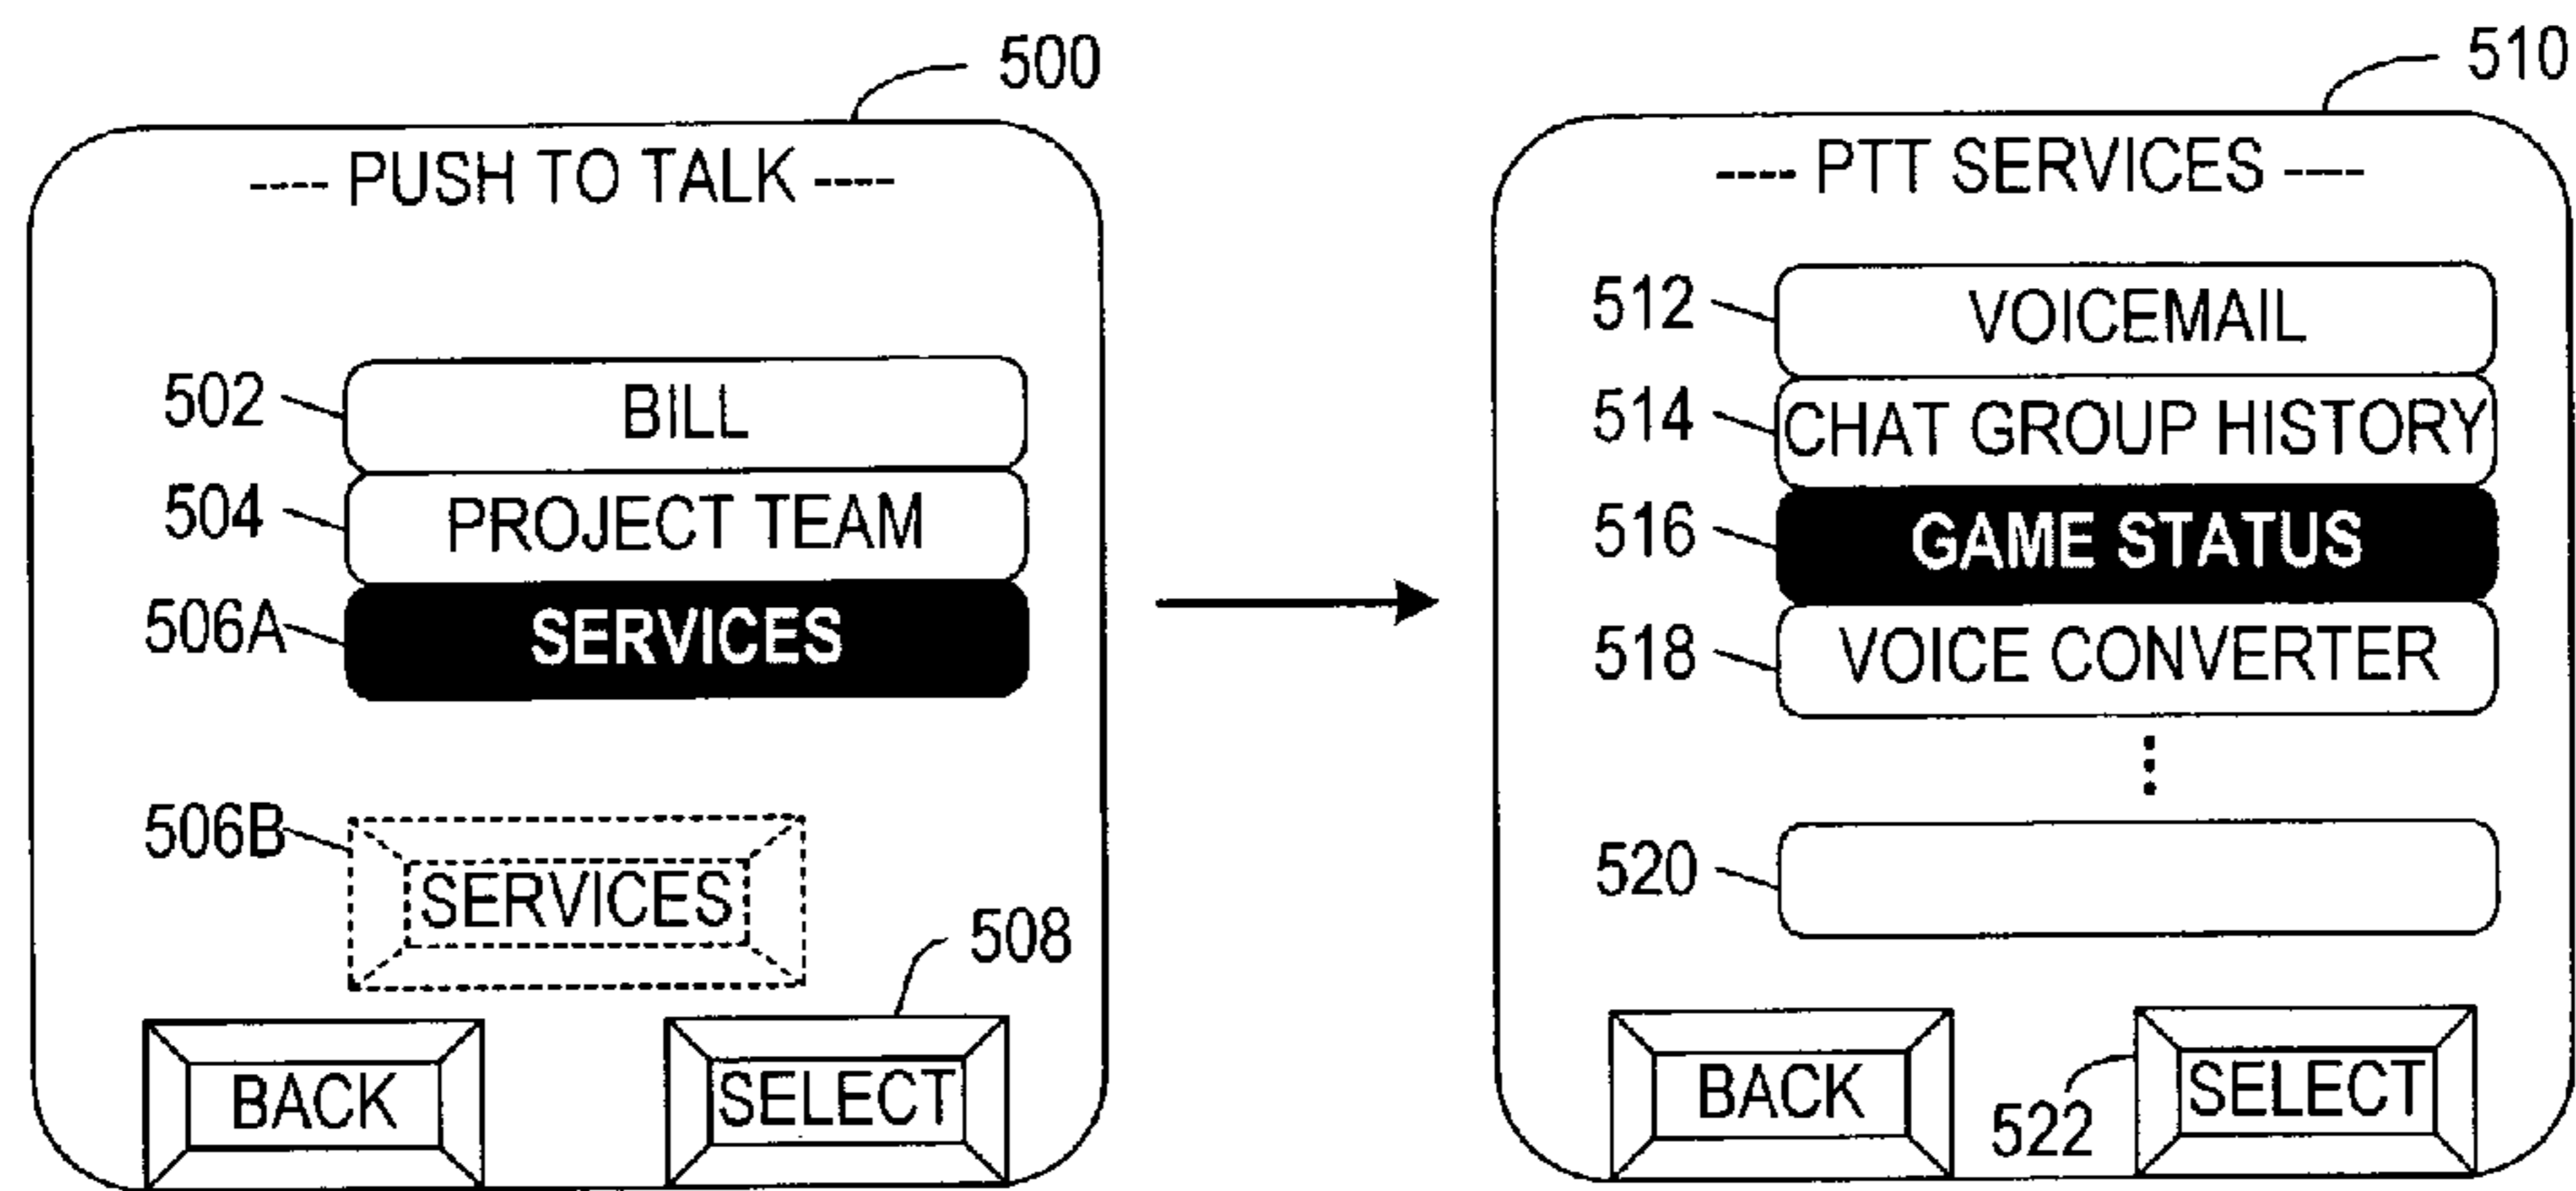 500
---- PUSH TO TALK ----
502 BILL
504 PROJECT TEAM
506A SERVICES
506B SERVICES
508
BACK SELECT
510
---- PTT SERVICES ----
512 VOICEMAIL
514 CHAT GROUP HISTORY
516 GAME STATUS
518 VOICE CONVERTER
520
BACK 522 SELECT